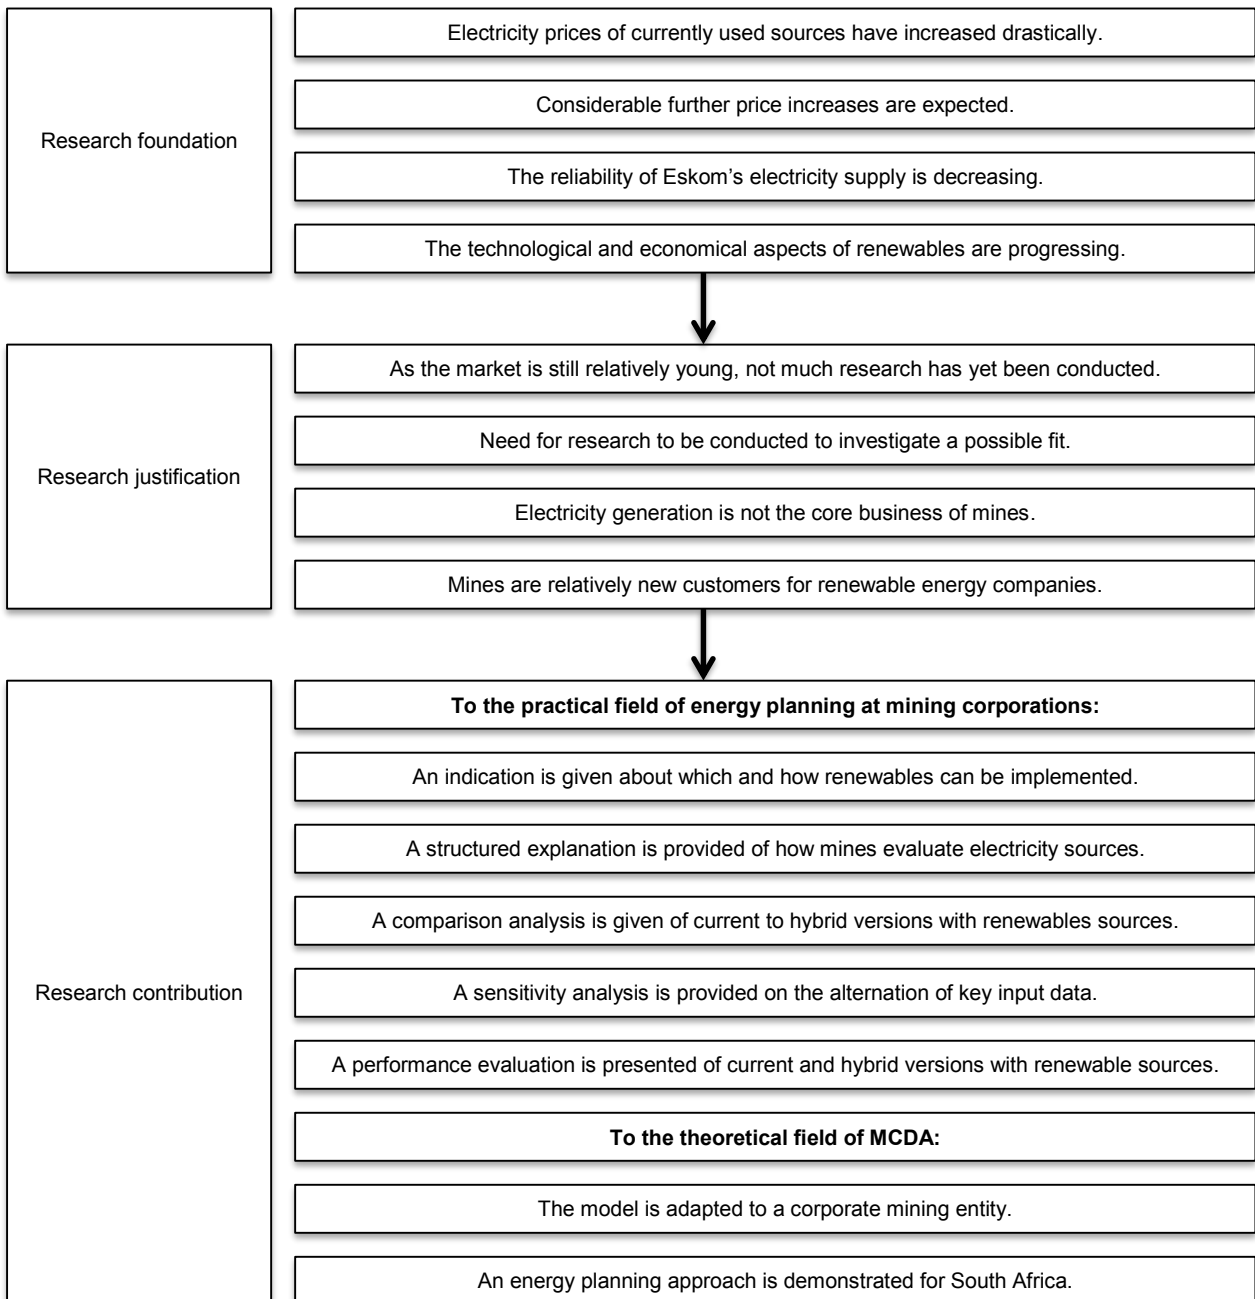 Research foundation
Electricity prices of currently used sources have increased drastically.
Considerable further price increases are expected.
The reliability of Eskom’s electricity supply is decreasing.
The technological and economical aspects of renewables are progressing.
Research justification
As the market is still relatively young, not much research has yet been conducted.
Need for research to be conducted to investigate a possible fit.
Electricity generation is not the core business of mines.
Mines are relatively new customers for renewable energy companies.
Research contribution
To the practical field of energy planning at mining corporations:
An indication is given about which and how renewables can be implemented.
A structured explanation is provided of how mines evaluate electricity sources.
A comparison analysis is given of current to hybrid versions with renewables sources.
A sensitivity analysis is provided on the alternation of key input data.
A performance evaluation is presented of current and hybrid versions with renewable sources.
To the theoretical field of MCDA:
The model is adapted to a corporate mining entity.
An energy planning approach is demonstrated for South Africa.